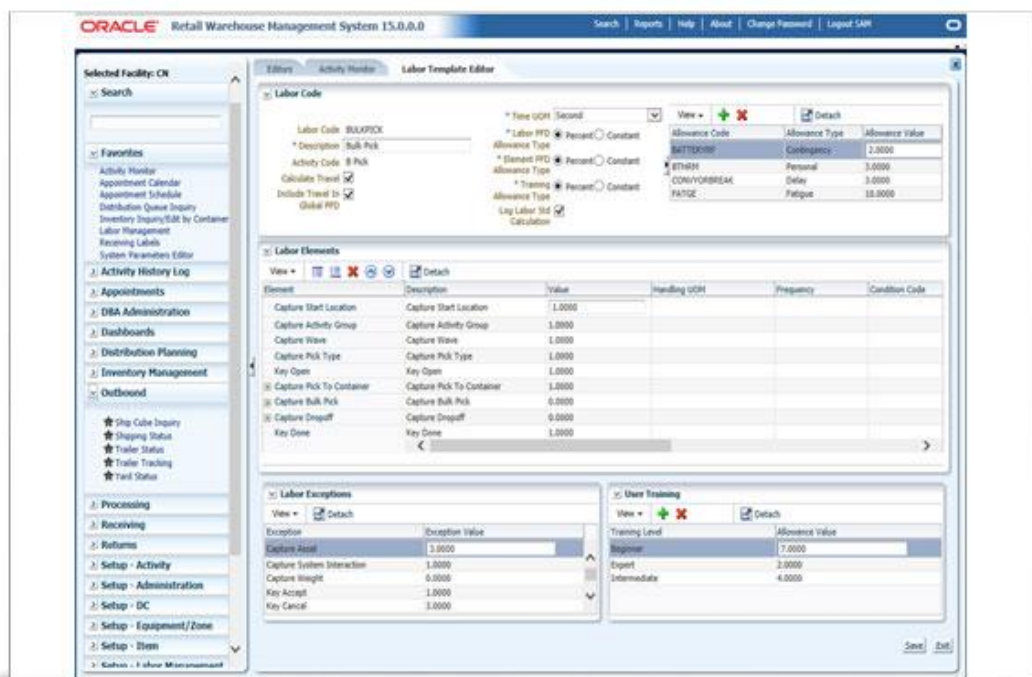 ORACLE Retail Warehouse Management System 15.0.0.0
Search | Reports | Help | About | Change Password | Logout SAM
Selected Facility: CN
Search
Favorites
Activity Monitor
Appointment Calendar
Appointment Schedule
Distribution Queue Inquiry
Inventory Inquiry/Edit by Container
Labor Management
Receiving Labels
System Parameters Editor
Activity History Log
Appointments
DBA Administration
Dashboards
Distribution Planning
Inventory Management
Outbound
Ship Cube Inquiry
Shipping Status
Trailer Status
Trailer Tracking
Yard Status
Processing
Receiving
Returns
Setup - Activity
Setup - Administration
Setup - DC
Setup - Equipment/Zone
Setup - Item
Setup - Labor Management
Editors
Activity Monitor
Labor Template Editor
Labor Code
Labor Code BULKPICK
* Description Bulk Pick
Activity Code B Pick
Calculate Travel
Include Travel In Global PFD
* Time UOM Second
* Labor PFD Allowance Type Percent Constant
* Element PFD Allowance Type Percent Constant
* Training Allowance Type Percent Constant
Log Labor Std Calculation
View Detach
Allowance Code Allowance Type Allowance Value
Contingency 2.0000
BTHRM Personal 3.0000
CONVYORBREAK Delay 3.0000
FATGE Fatigue 10.0000
Labor Elements
View Detach
Element Description Value Handling UOM Frequency Condition Code
Capture Start Location Capture Start Location 1.0000
Capture Activity Group Capture Activity Group 1.0000
Capture Wave Capture Wave 1.0000
Capture Pick Type Capture Pick Type 1.0000
Key Open Key Open 1.0000
Capture Pick To Container Capture Pick To Container 1.0000
Capture Bulk Pick Capture Bulk Pick 0.0000
Capture Dropoff Capture Dropoff 0.0000
Key Done Key Done 1.0000
Labor Exceptions
View Detach
Exception Exception Value
Capture Asset 3.0000
Capture System Interaction 1.0000
Capture Weight 0.0000
Key Accept 1.0000
Key Cancel 3.0000
User Training
View Detach
Training Level Allowance Value
Beginner 7.0000
Expert 2.0000
Intermediate 4.0000
Save Exit